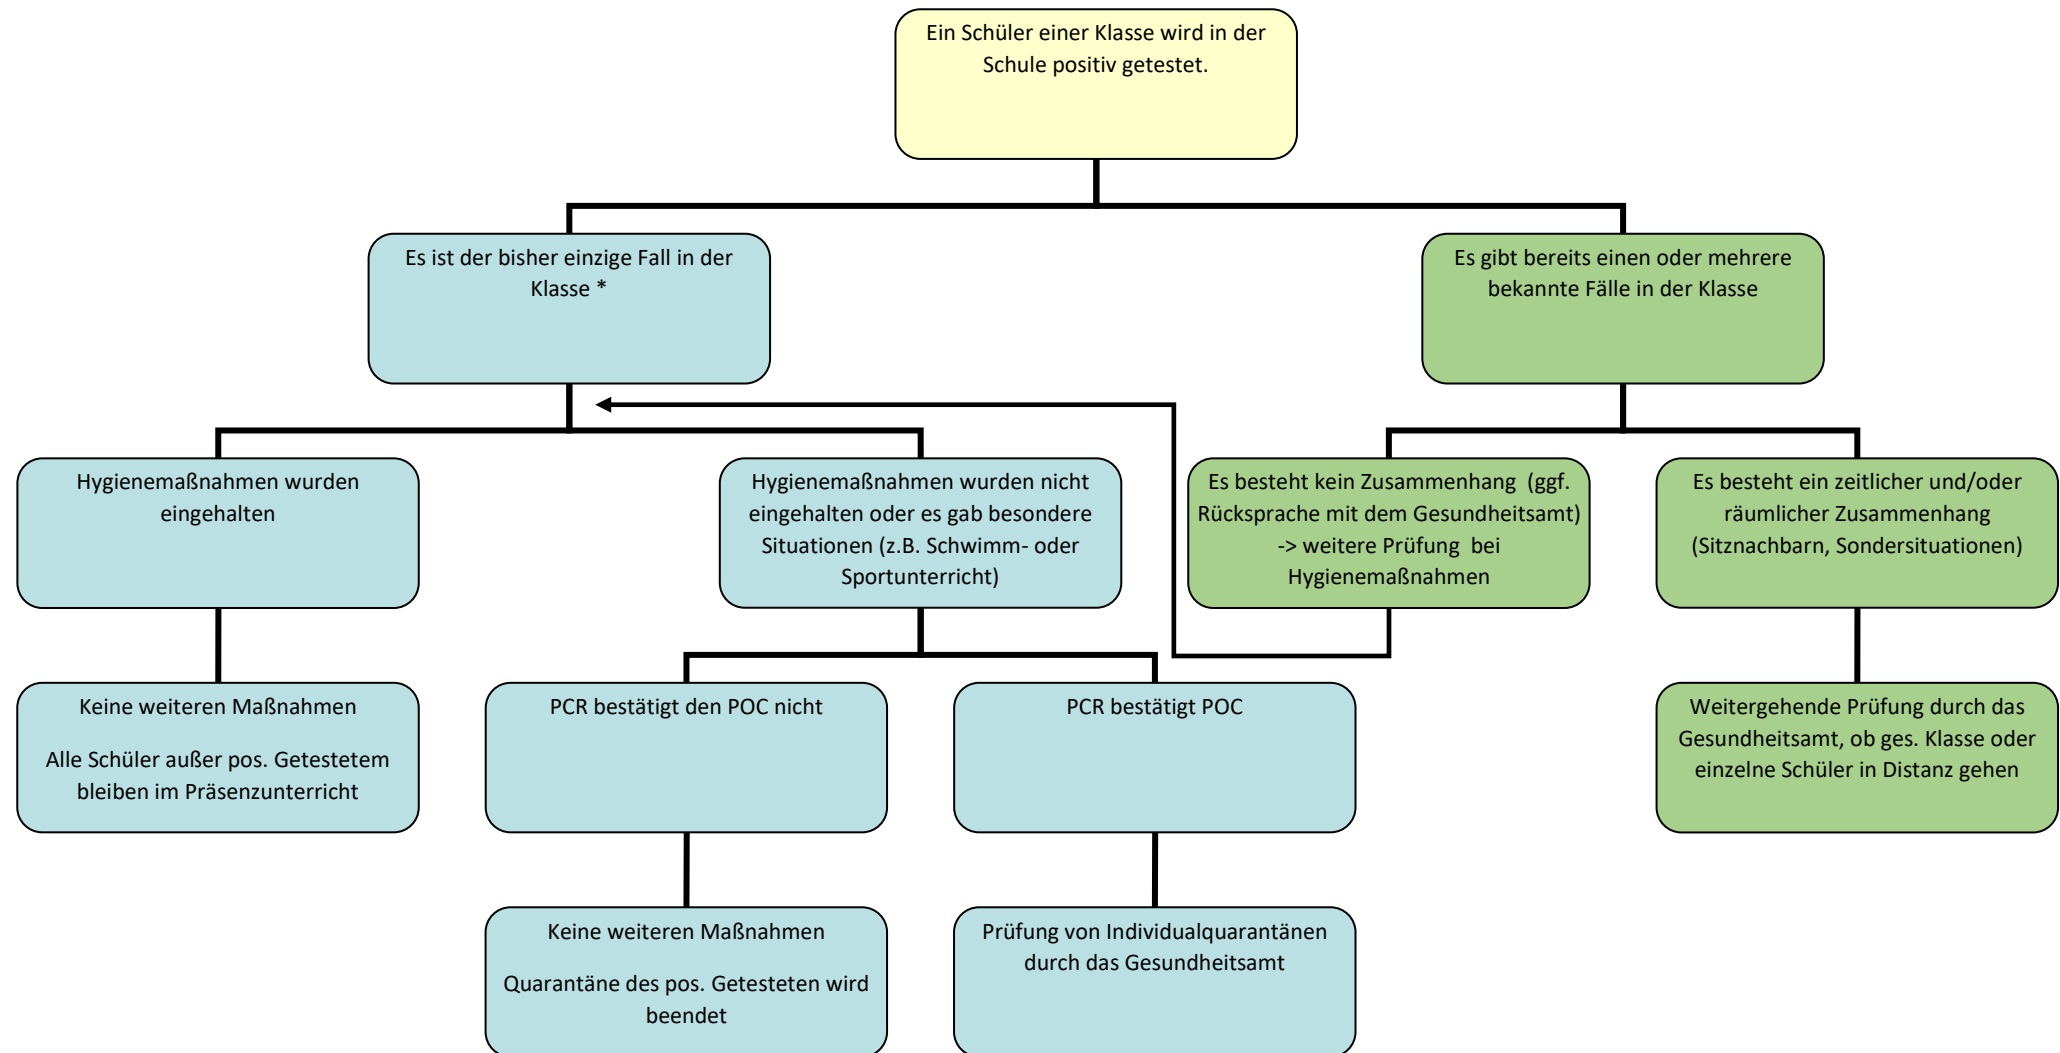 Ein Schüler einer Klasse wird in der
Schule positiv getestet.
Es ist der bisher einzige Fall in der
Klasse *
Es gibt bereits einen oder mehrere
bekannte Fälle in der Klasse
Hygienemaßnahmen wurden
eingehalten
Hygienemaßnahmen wurden nicht
eingehalten oder es gab besondere
Situationen (z.B. Schwimm- oder
Sportunterricht)
Es besteht kein Zusammenhang (ggf.
Rücksprache mit dem Gesundheitsamt)
-> weitere Prüfung bei
Hygienemaßnahmen
Es besteht ein zeitlicher und/oder
räumlicher Zusammenhang
(Sitznachbarn, Sondersituationen)
Keine weiteren Maßnahmen
Alle Schüler außer pos. Getestetem
bleiben im Präsenzunterricht
PCR bestätigt den POC nicht
PCR bestätigt POC
Weitergehende Prüfung durch das
Gesundheitsamt, ob ges. Klasse oder
einzelne Schüler in Distanz gehen
Keine weiteren Maßnahmen
Quarantäne des pos. Getesteten wird
beendet
Prüfung von Individualquarantänen
durch das Gesundheitsamt